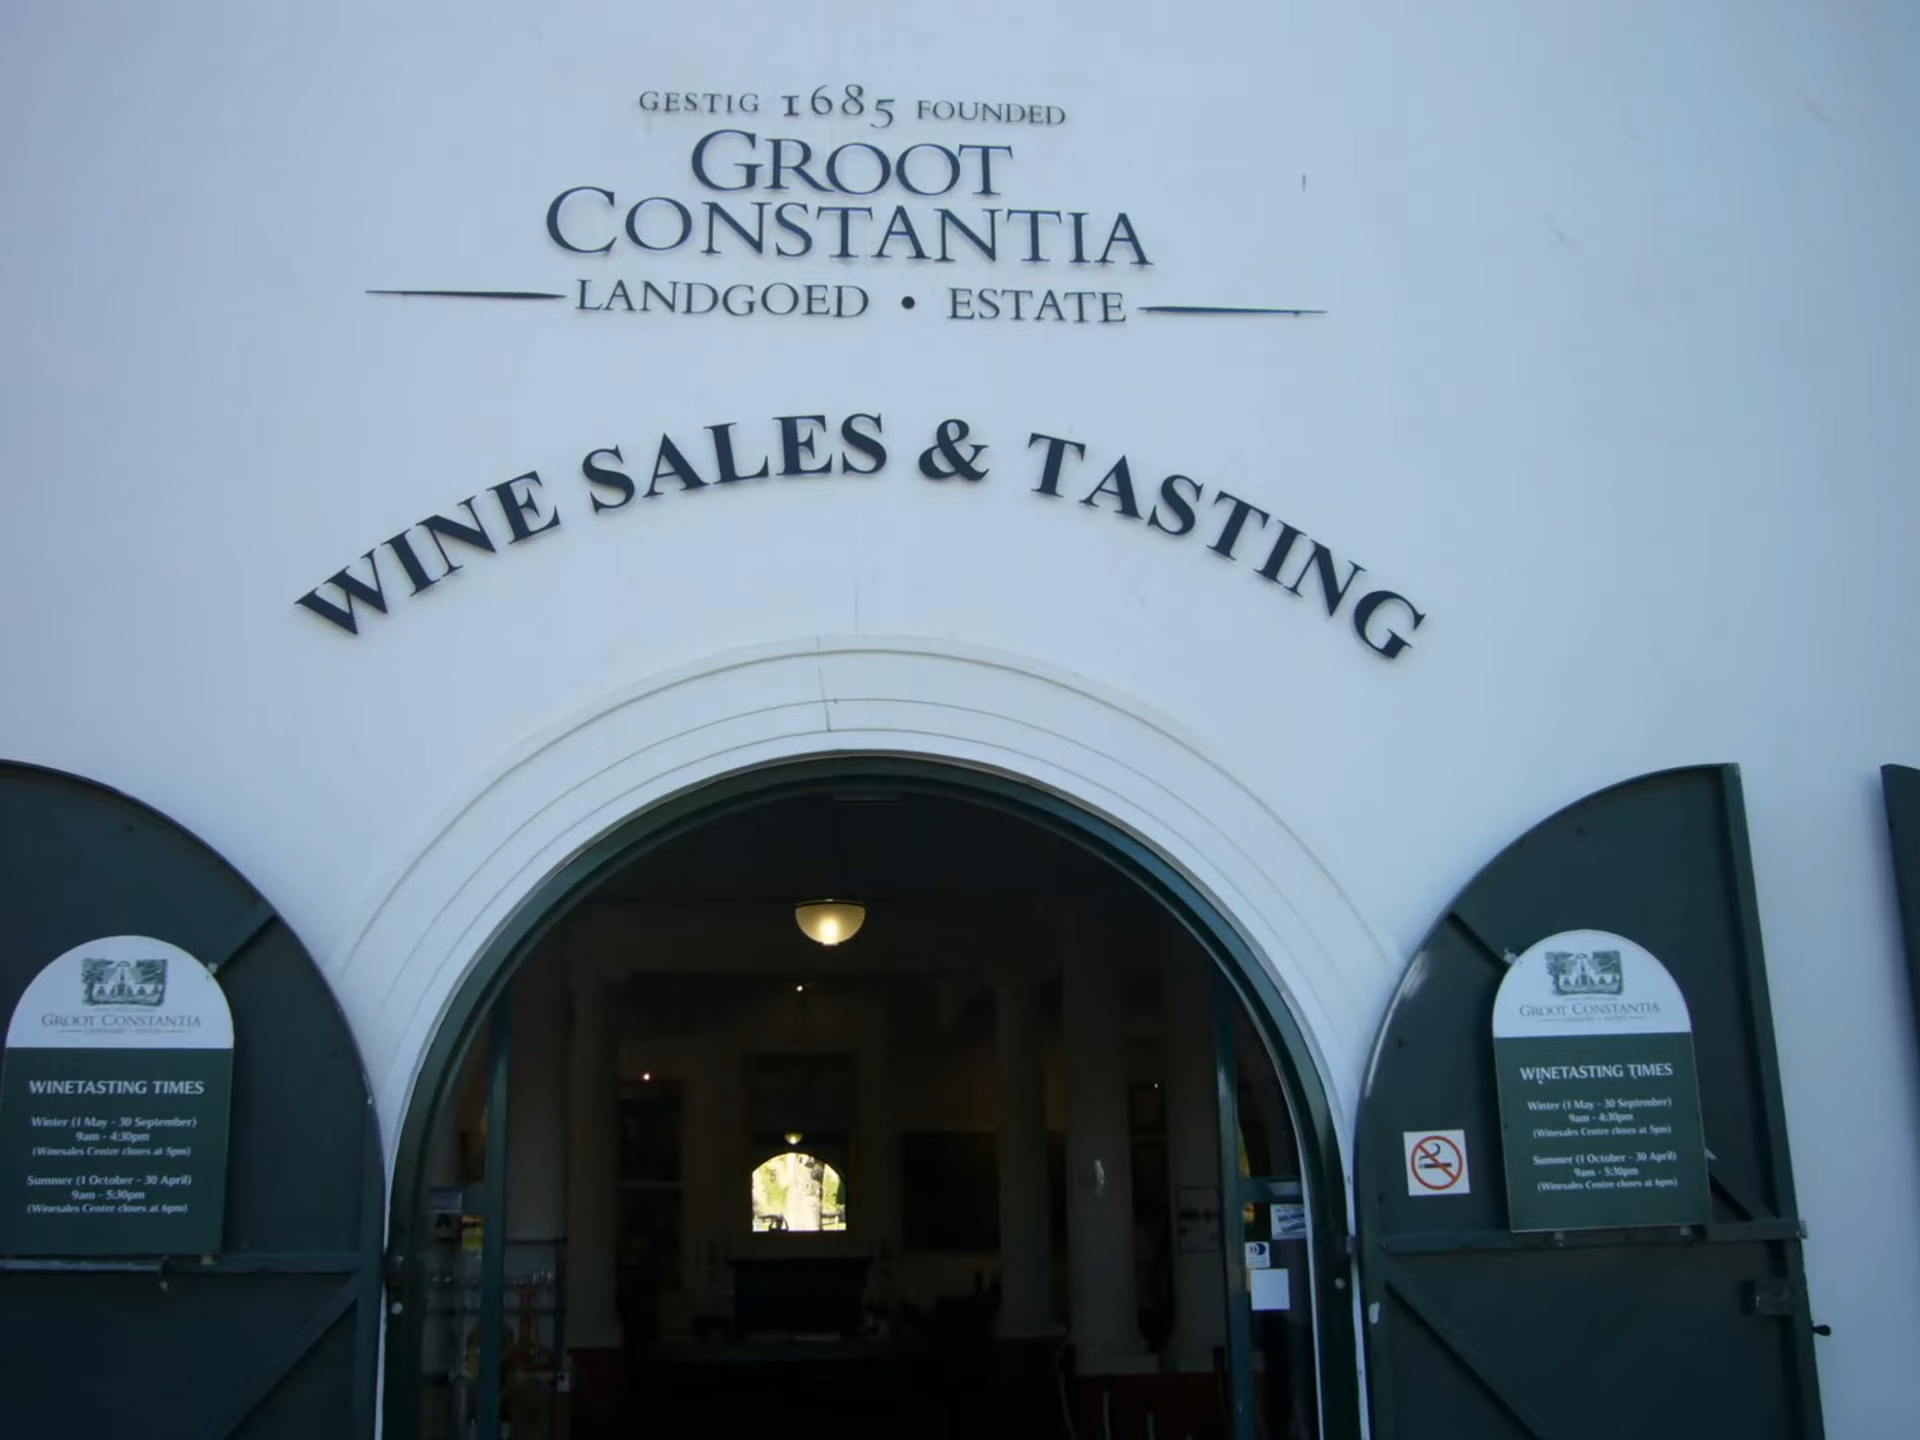 GESTIG 1685 FOUNDED
GROOT
CONSTANTIA
LANDGOED • ESTATE
WINE SALES & TASTING
GROOT CONSTANTIA
WINETASTING TIMES
Winter (1 May - 30 September)
9am - 4:30pm
(Winesales Centre closes at 5pm)
Summer (1 October - 30 April)
9am - 5:30pm
(Winesales Centre closes at 6pm)
GROOT CONSTANTIA
WINETASTING TIMES
Winter (1 May - 30 September)
9am - 4:30pm
(Winesales Centre closes at 5pm)
Summer (1 October - 30 April)
9am - 5:30pm
(Winesales Centre closes at 6pm)